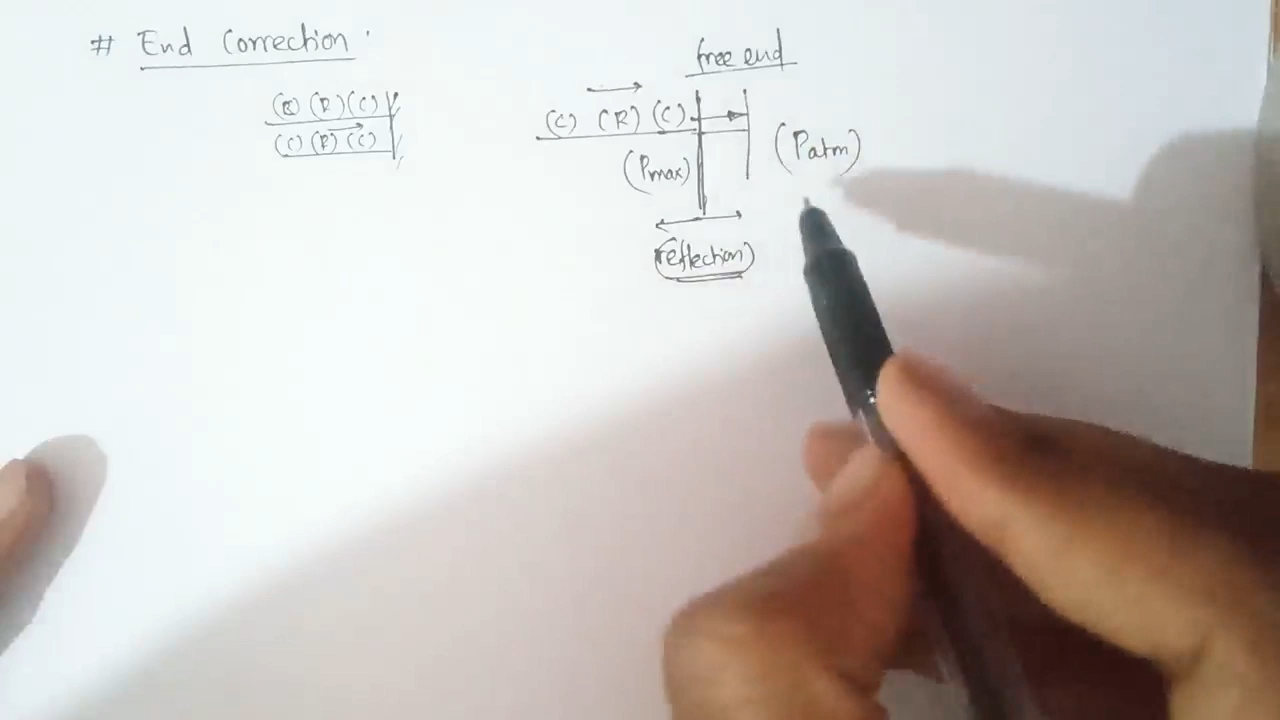 # End Correction
free end
(R) (R) (C)
(C) (R) (C)
(C) (R) (C)
(Pmax)
(Patm)
(reflection)